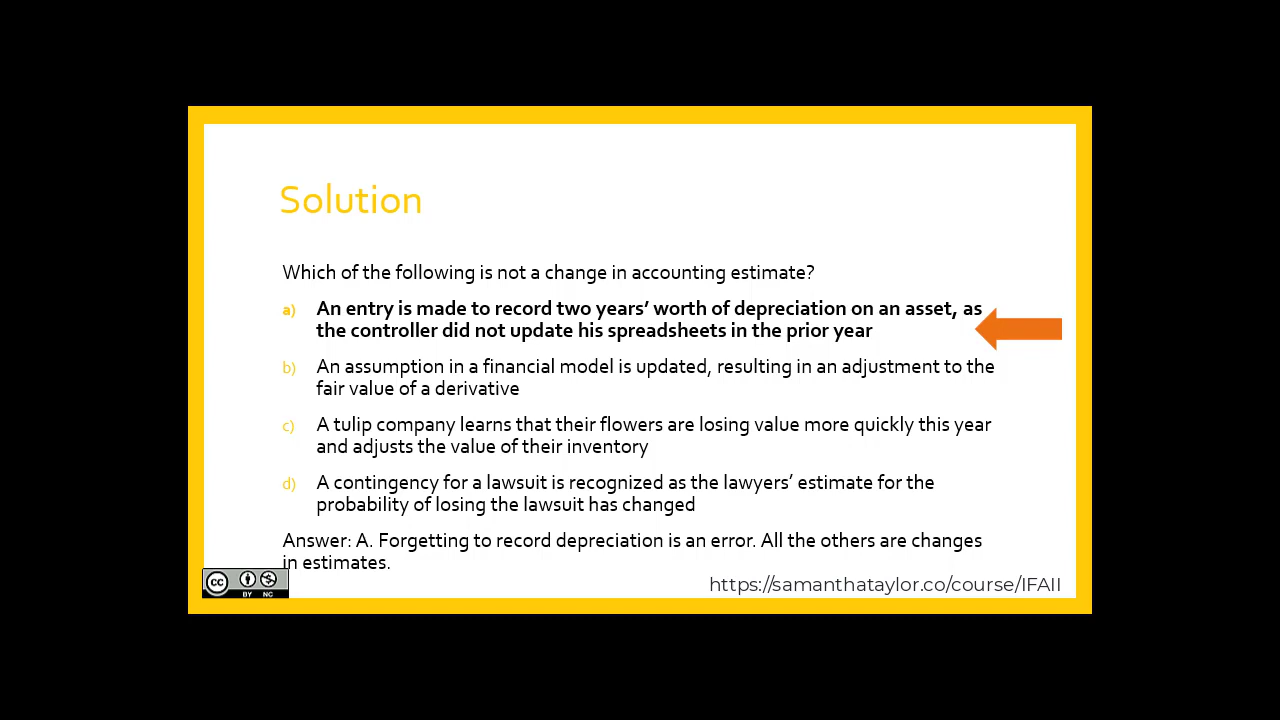 Solution
Which of the following is not a change in accounting estimate?
a) An entry is made to record two years’ worth of depreciation on an asset, as
the controller did not update his spreadsheets in the prior year
b) An assumption in a financial model is updated, resulting in an adjustment to the
fair value of a derivative
c) A tulip company learns that their flowers are losing value more quickly this year
and adjusts the value of their inventory
d) A contingency for a lawsuit is recognized as the lawyers’ estimate for the
probability of losing the lawsuit has changed
Answer: A. Forgetting to record depreciation is an error. All the others are changes
in estimates.
cc BY NC
https://samanthataylor.co/course/IFAII